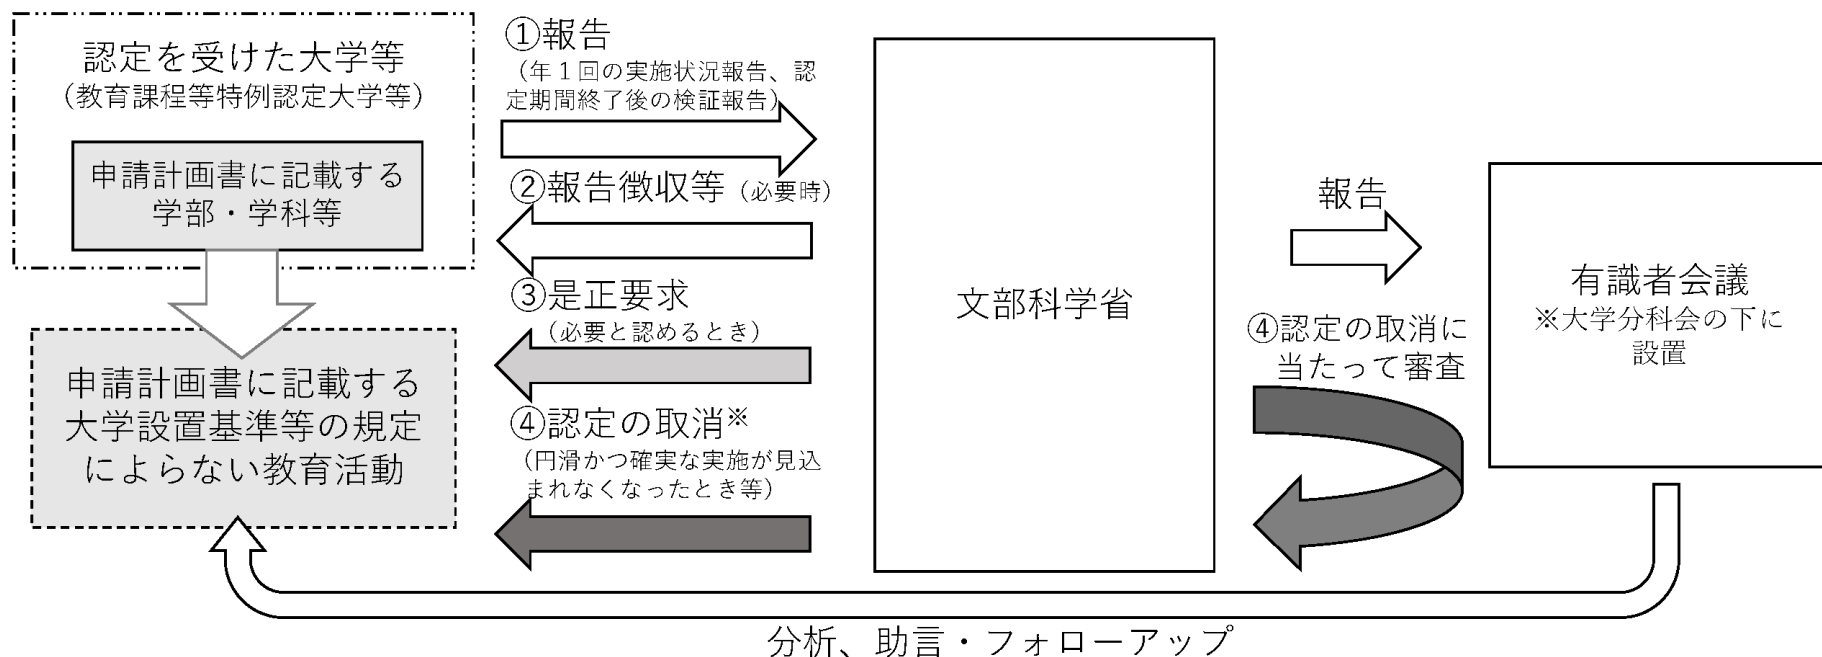 認定を受けた大学等
（教育課程等特例認定大学等）
申請計画書に記載する
学部・学科等
申請計画書に記載する
大学設置基準等の規定
によらない教育活動
①報告
（年１回の実施状況報告、認
定期間終了後の検証報告）
②報告徴収等（必要時）
③是正要求
（必要と認めるとき）
④認定の取消※
（円滑かつ確実な実施が見込
まれなくなったとき等）
文部科学省
報告
④認定の取消に
当たって審査
有識者会議
※大学分科会の下に
設置
分析、助言・フォローアップ